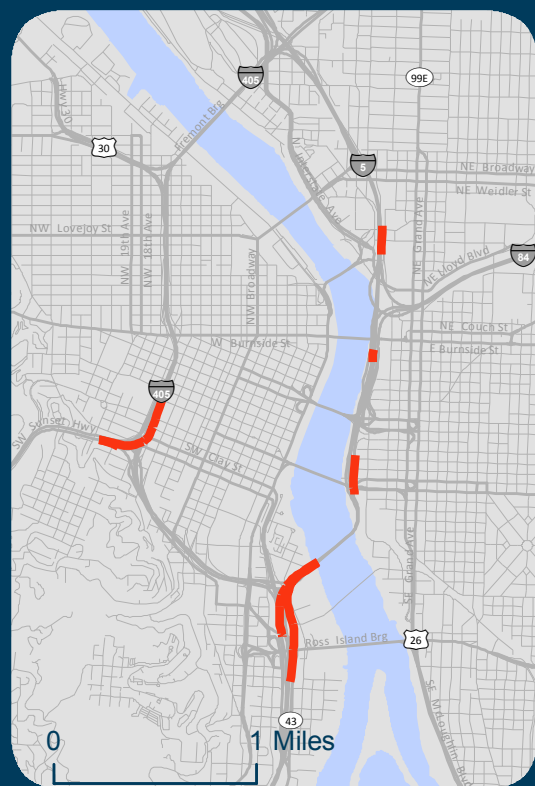 405
99E
Hwy 30
30
Fremont Brg
5
NE Broadway
NE Weidler St
N Interstate Ave
NW Lovejoy St
NW 19th Ave
NW 18th Ave
NE Grand Ave
NW Broadway
NE Lloyd Blvd
84
NE Couch St
W Burnside St
E Burnside St
405
SW Sunset Hwy
SW Clay St
SE Grand Ave
Ross Island Brg
26
SE McLoughlin Blvd
43
0
1 Miles